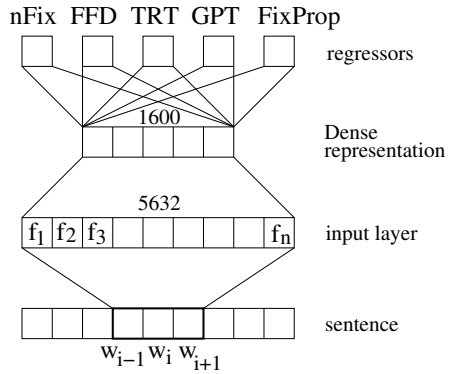 nFix FFD TRT GPT FixProp
regressors
1600
Dense
representation
5632
f1 f2 f3 fn
input layer
sentence
wi−1 wi wi+1